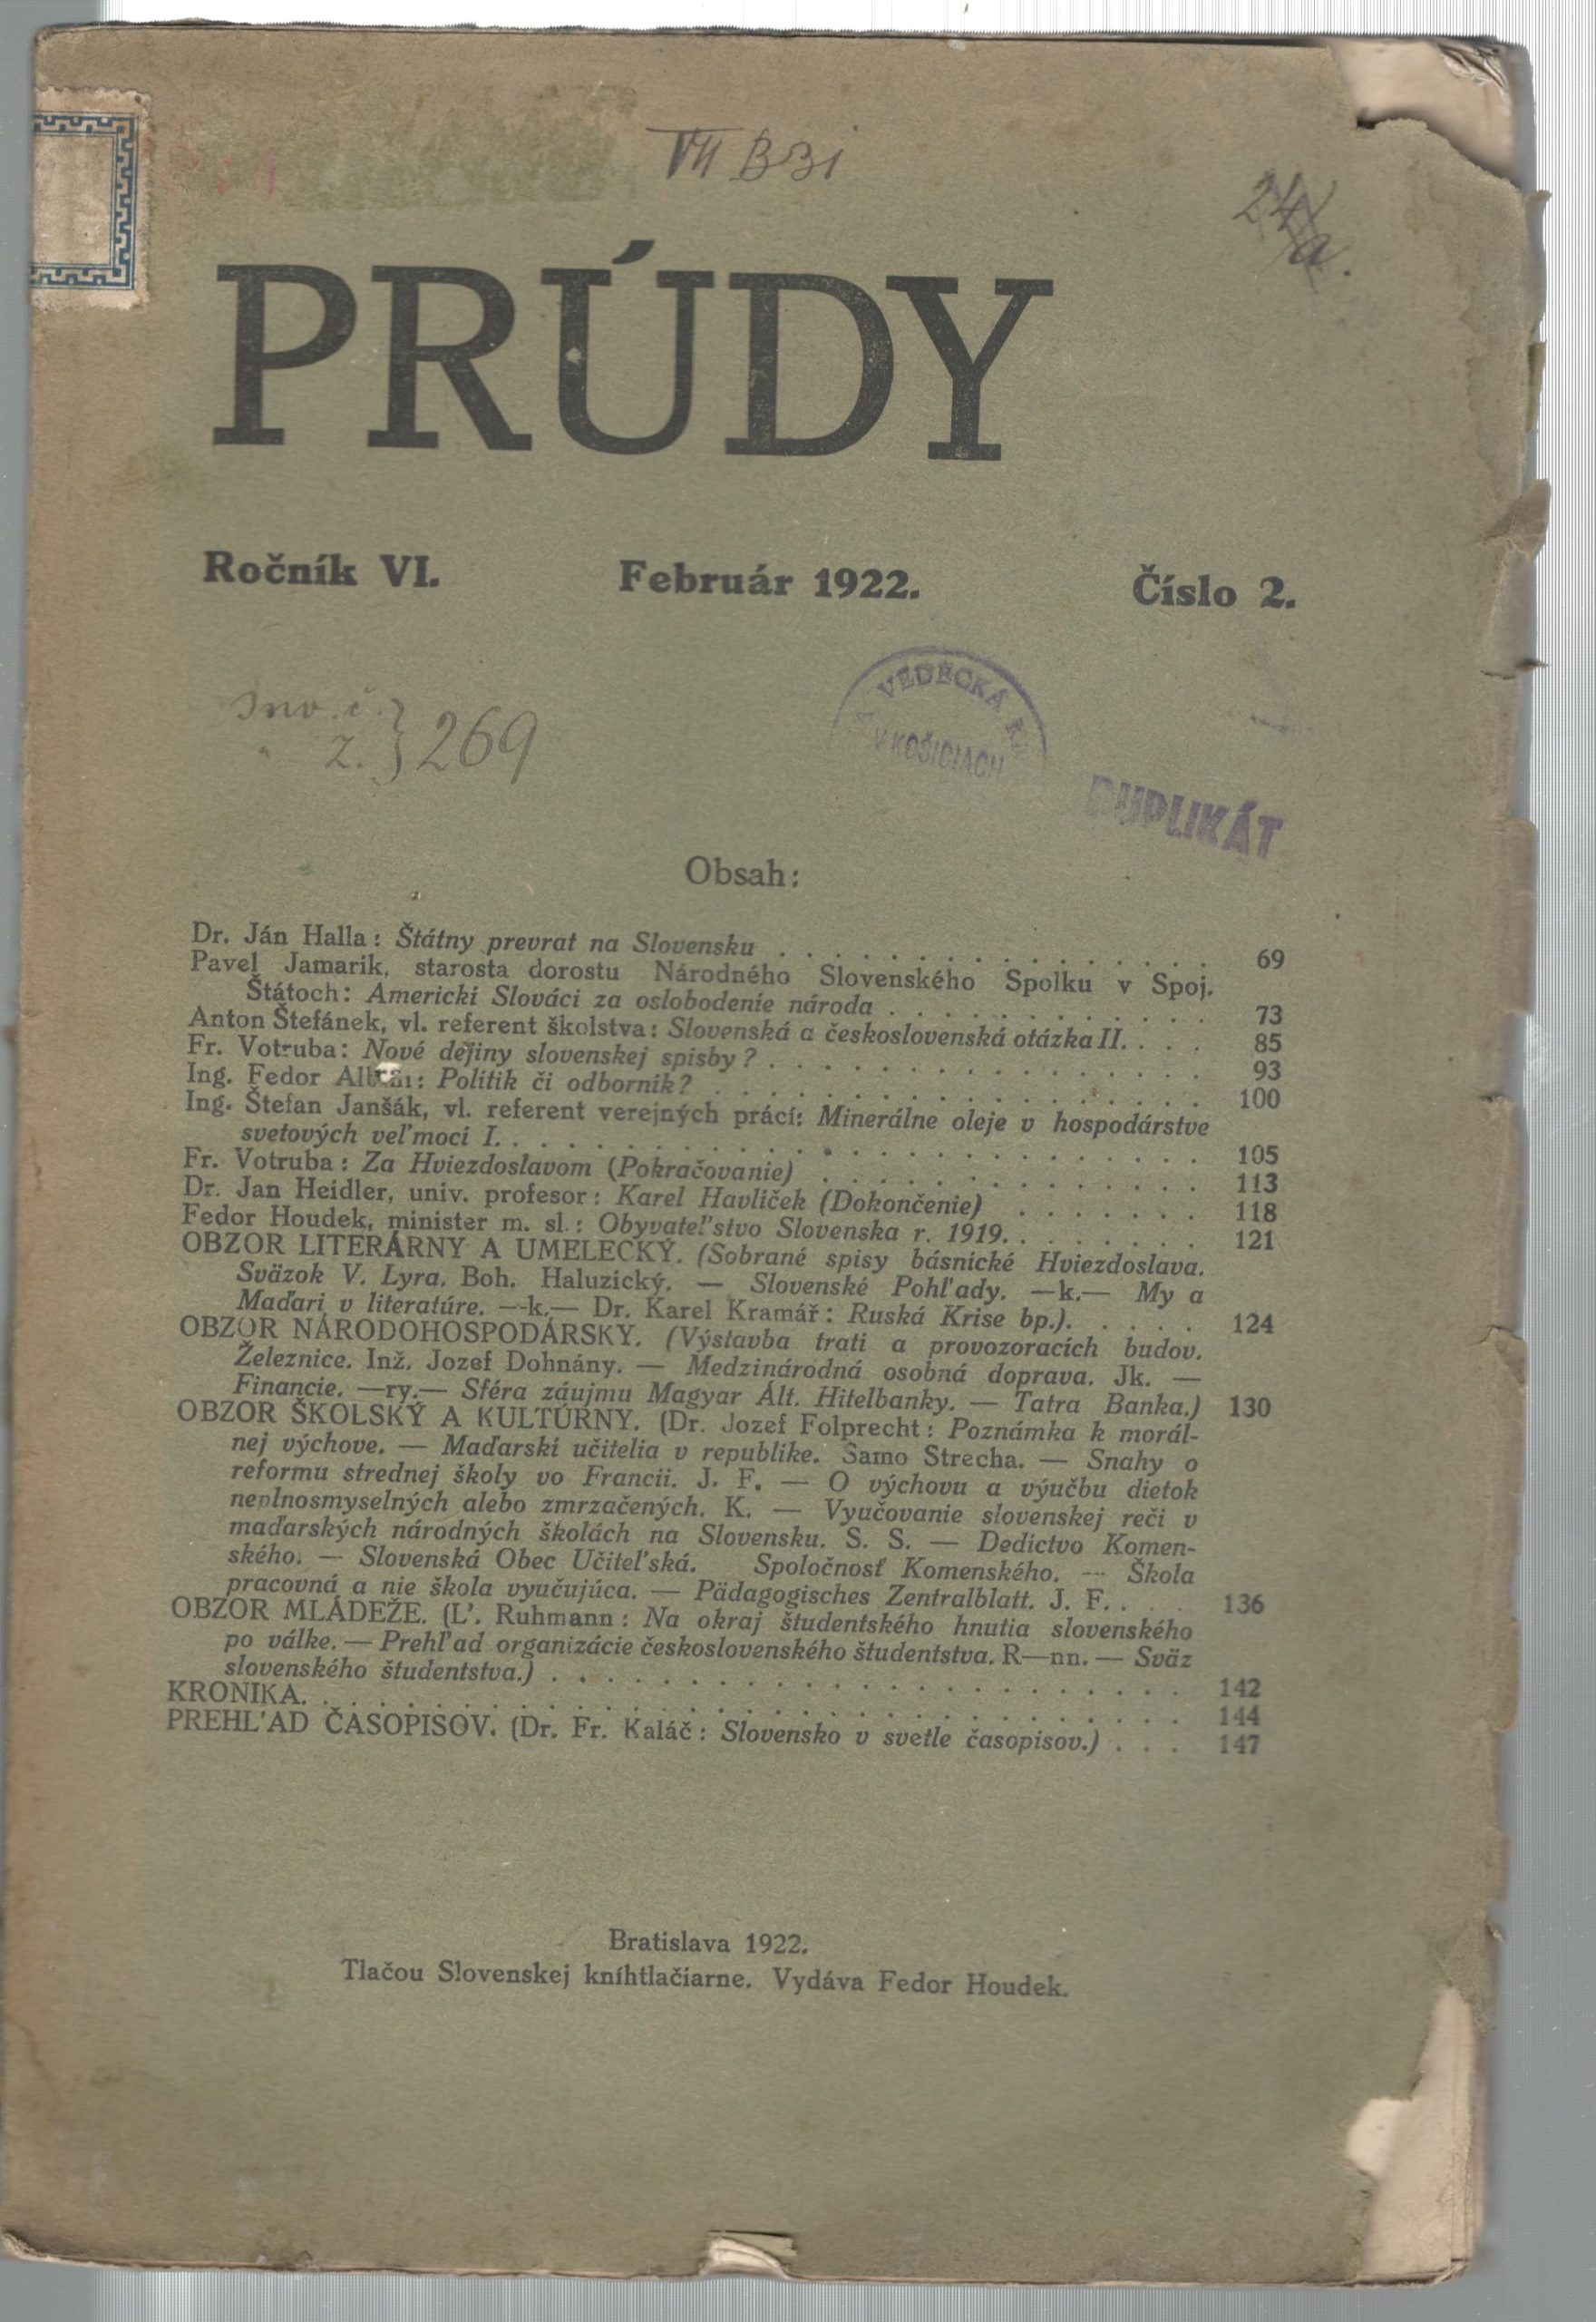 VII B 31
24/a.
PRÚDY
Ročník VI. Február 1922. Číslo 2.
Inv. č. } 269
z.
VEDECKÁ
V KOŠICIACH
DUPLIKÁT
Obsah:
Dr. Ján Halla: Štátny prevrat na Slovensku . . . . . . . . . . . . . . . . 69
Pavel Jamarik, starosta dorostu Národného Slovenského Spolku v Spoj.
Štátoch: Americkí Slováci za oslobodenie národa . . . . . . . . . . . . 73
Anton Štefánek, vl. referent školstva: Slovenská a československá otázka II. . . . 85
Fr. Votruba: Nové dejiny slovenskej spisby? . . . . . . . . . . . . . . . . 93
Ing. Fedor : Politik či odborník? . . . . . . . . . . . . . . . . . . 100
Ing. Štefan Janšák, vl. referent verejných prácí: Minerálne oleje v hospodárstve
svetových veľmocí I. . . . . . . . . . . . . . . . . . . . . . . . . . 105
Fr. Votruba: Za Hviezdoslavom (Pokračovanie) . . . . . . . . . . . . . . 113
Dr. Jan Heidler, univ. profesor: Karel Havlíček (Dokončenie) . . . . . . . 118
Fedor Houdek, minister m. sl.: Obyvateľstvo Slovenska r. 1919. . . . . . . . 121
OBZOR LITERÁRNY A UMELECKÝ. (Sobrané spisy básnické Hviezdoslava.
Sväzok V. Lyra. Boh. Haluzický. — Slovenské Pohľady. —k.— My a
Maďari v literatúre. —k.— Dr. Karel Kramář: Ruská Krise bp.). . . . . . 124
OBZOR NÁRODOHOSPODÁRSKY. (Výstavba trati a provozoracích budov.
Železnice. Inž. Jozef Dohnány. — Medzinárodná osobná doprava. Jk. —
Financie. —ry.— Sféra záujmu Magyar Ált. Hitelbanky. — Tatra Banka.) 130
OBZOR ŠKOLSKÝ A KULTÚRNY. (Dr. Jozef Folprecht: Poznámka k morál-
nej výchove. — Maďarskí učitelia v republike. Samo Strecha. — Snahy o
reformu strednej školy vo Francii. J. F. — O výchovu a výučbu dietok
neplnosmyselných alebo zmrzačených. K. — Vyučovanie slovenskej reči v
maďarských národných školách na Slovensku. S. S. — Dedictvo Komen-
ského. — Slovenská Obec Učiteľská. Spoločnosť Komenského. — Škola
pracovná a nie škola vyučujúca. — Pädagogisches Zentralblatt. J. F. . . . 136
OBZOR MLÁDEŽE. (Ľ. Ruhmann: Na okraj študentského hnutia slovenského
po válke. — Prehľad organizácie československého študentstva. R—nn. — Sväz
slovenského študentstva.) . . . . . . . . . . . . . . . . . . . . . . . 142
KRONIKA. . . . . . . . . . . . . . . . . . . . . . . . . . . . . . . . 144
PREHĽAD ČASOPISOV. (Dr. Fr. Kaláč: Slovensko v svetle časopisov.) . . . 147
Bratislava 1922.
Tlačou Slovenskej kníhtlačiarne. Vydáva Fedor Houdek.